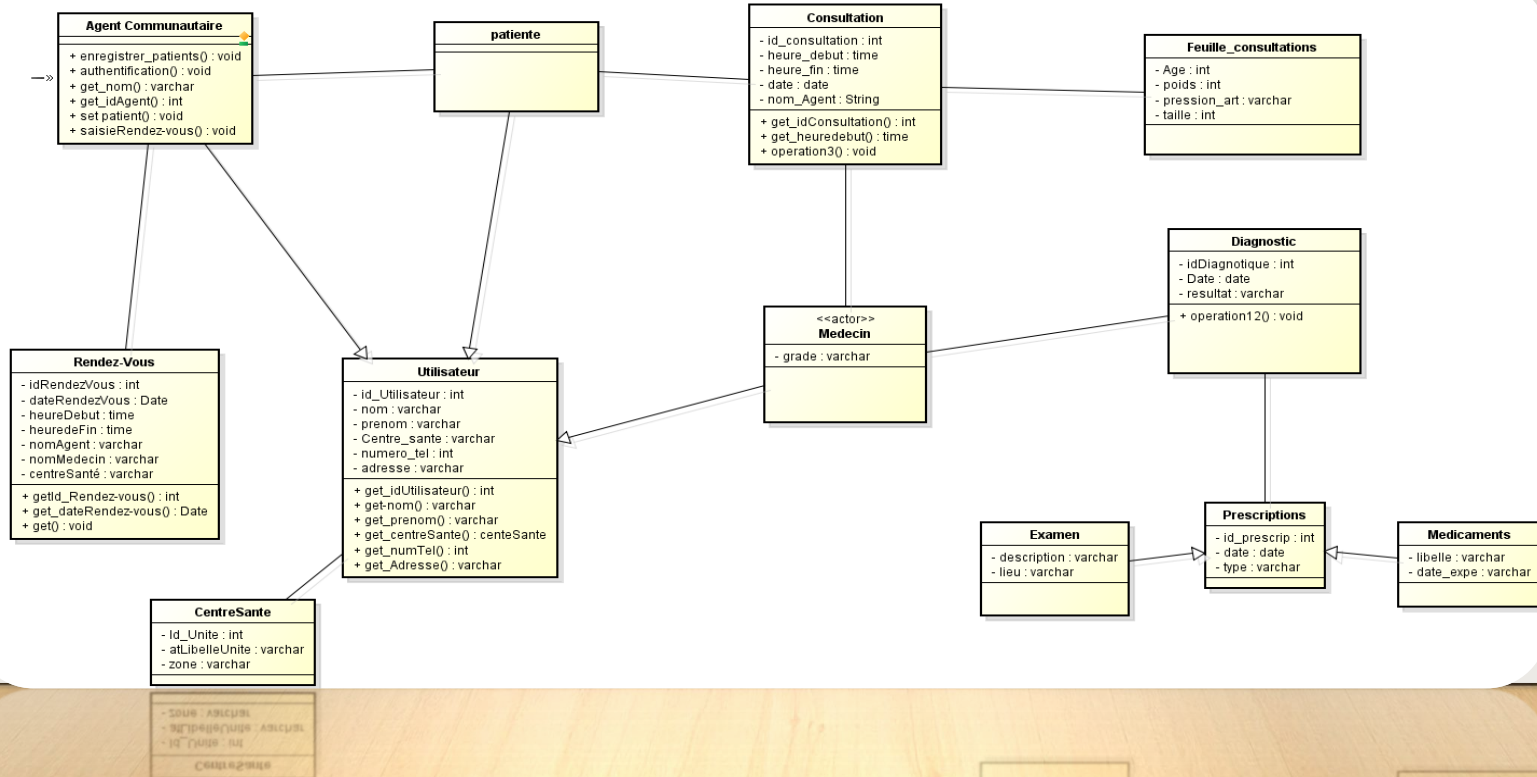 Agent Communautaire
+ enregistrer_patients() : void
+ authentification() : void
+ get_nom() : varchar
+ get_idAgent() : int
+ set patient() : void
+ saisieRendez-vous() : void
patiente
Consultation
- id_consultation : int
- heure_debut : time
- heure_fin : time
- date : date
- nom_Agent : String
+ get_idConsultation() : int
+ get_heuredebut() : time
+ operation3() : void
Feuille_consultations
- Age : int
- poids : int
- pression_art : varchar
- taille : int
Diagnostic
- idDiagnotique : int
- Date : date
- resultat : varchar
+ operation12() : void
<<actor>>
Medecin
- grade : varchar
Rendez-Vous
- idRendezVous : int
- dateRendezVous : Date
- heureDebut : time
- heuredeFin : time
- nomAgent : varchar
- nomMedecin : varchar
- centreSanté : varchar
+ getId_Rendez-vous() : int
+ get_dateRendez-vous() : Date
+ get() : void
Utilisateur
- id_Utilisateur : int
- nom : varchar
- prenom : varchar
- Centre_sante : varchar
- numero_tel : int
- adresse : varchar
+ get_idUtilisateur() : int
+ get-nom() : varchar
+ get_prenom() : varchar
+ get_centreSante() : centeSante
+ get_numTel() : int
+ get_Adresse() : varchar
Examen
- description : varchar
- lieu : varchar
Prescriptions
- id_prescrip : int
- date : date
- type : varchar
Medicaments
- libelle : varchar
- date_expe : varchar
CentreSante
- Id_Unite : int
- atLibelleUnite : varchar
- zone : varchar